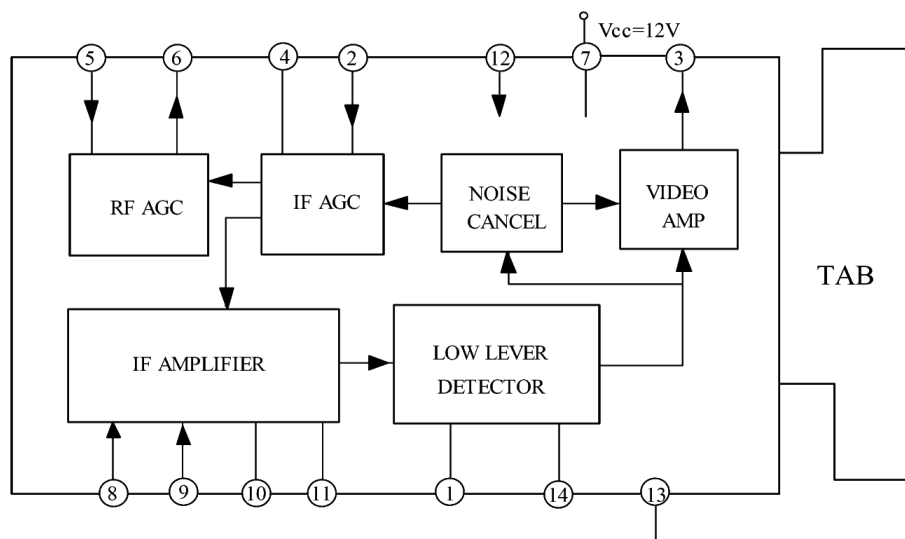 Vcc=12V
5
6
4
2
12
7
3
RF AGC
IF AGC
NOISE
CANCEL
VIDEO
AMP
TAB
IF AMPLIFIER
LOW LEVER
DETECTOR
8
9
10
11
1
14
13